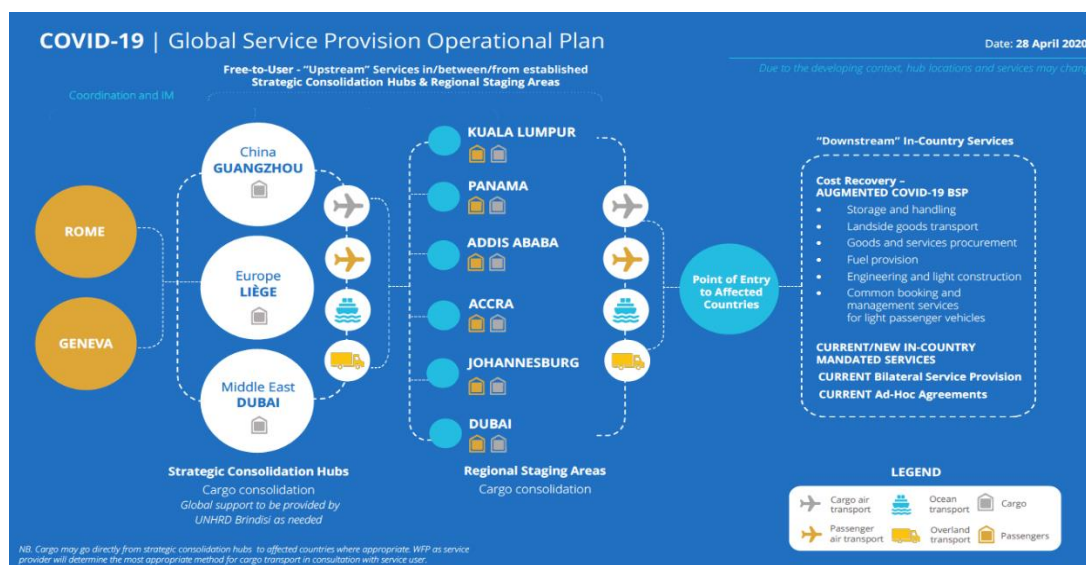 COVID-19 | Global Service Provision Operational Plan
Date: 28 April 2020
Due to the developing context, hub locations and services may chang
Free-to-User - "Upstream" Services in/between/from established
Strategic Consolidation Hubs & Regional Staging Areas
Coordination and IM
ROME
GENEVA
China
GUANGZHOU
Europe
LIÈGE
Middle East
DUBAI
Strategic Consolidation Hubs
Cargo consolidation
Global support to be provided by
UNHRD Brindisi as needed
KUALA LUMPUR
PANAMA
ADDIS ABABA
ACCRA
JOHANNESBURG
DUBAI
Regional Staging Areas
Cargo consolidation
Point of Entry
to Affected
Countries
"Downstream" In-Country Services
Cost Recovery –
AUGMENTED COVID-19 BSP
• Storage and handling
• Landside goods transport
• Goods and services procurement
• Fuel provision
• Engineering and light construction
• Common booking and
management services
for light passenger vehicles
CURRENT/NEW IN-COUNTRY
MANDATED SERVICES
CURRENT Bilateral Service Provision
CURRENT Ad-Hoc Agreements
LEGEND
Cargo air
transport
Ocean
transport
Cargo
Passenger
air transport
Overland
transport
Passengers
NB. Cargo may go directly from strategic consolidation hubs to affected countries where appropriate. WFP as service
provider will determine the most appropriate method for cargo transport in consultation with service user.